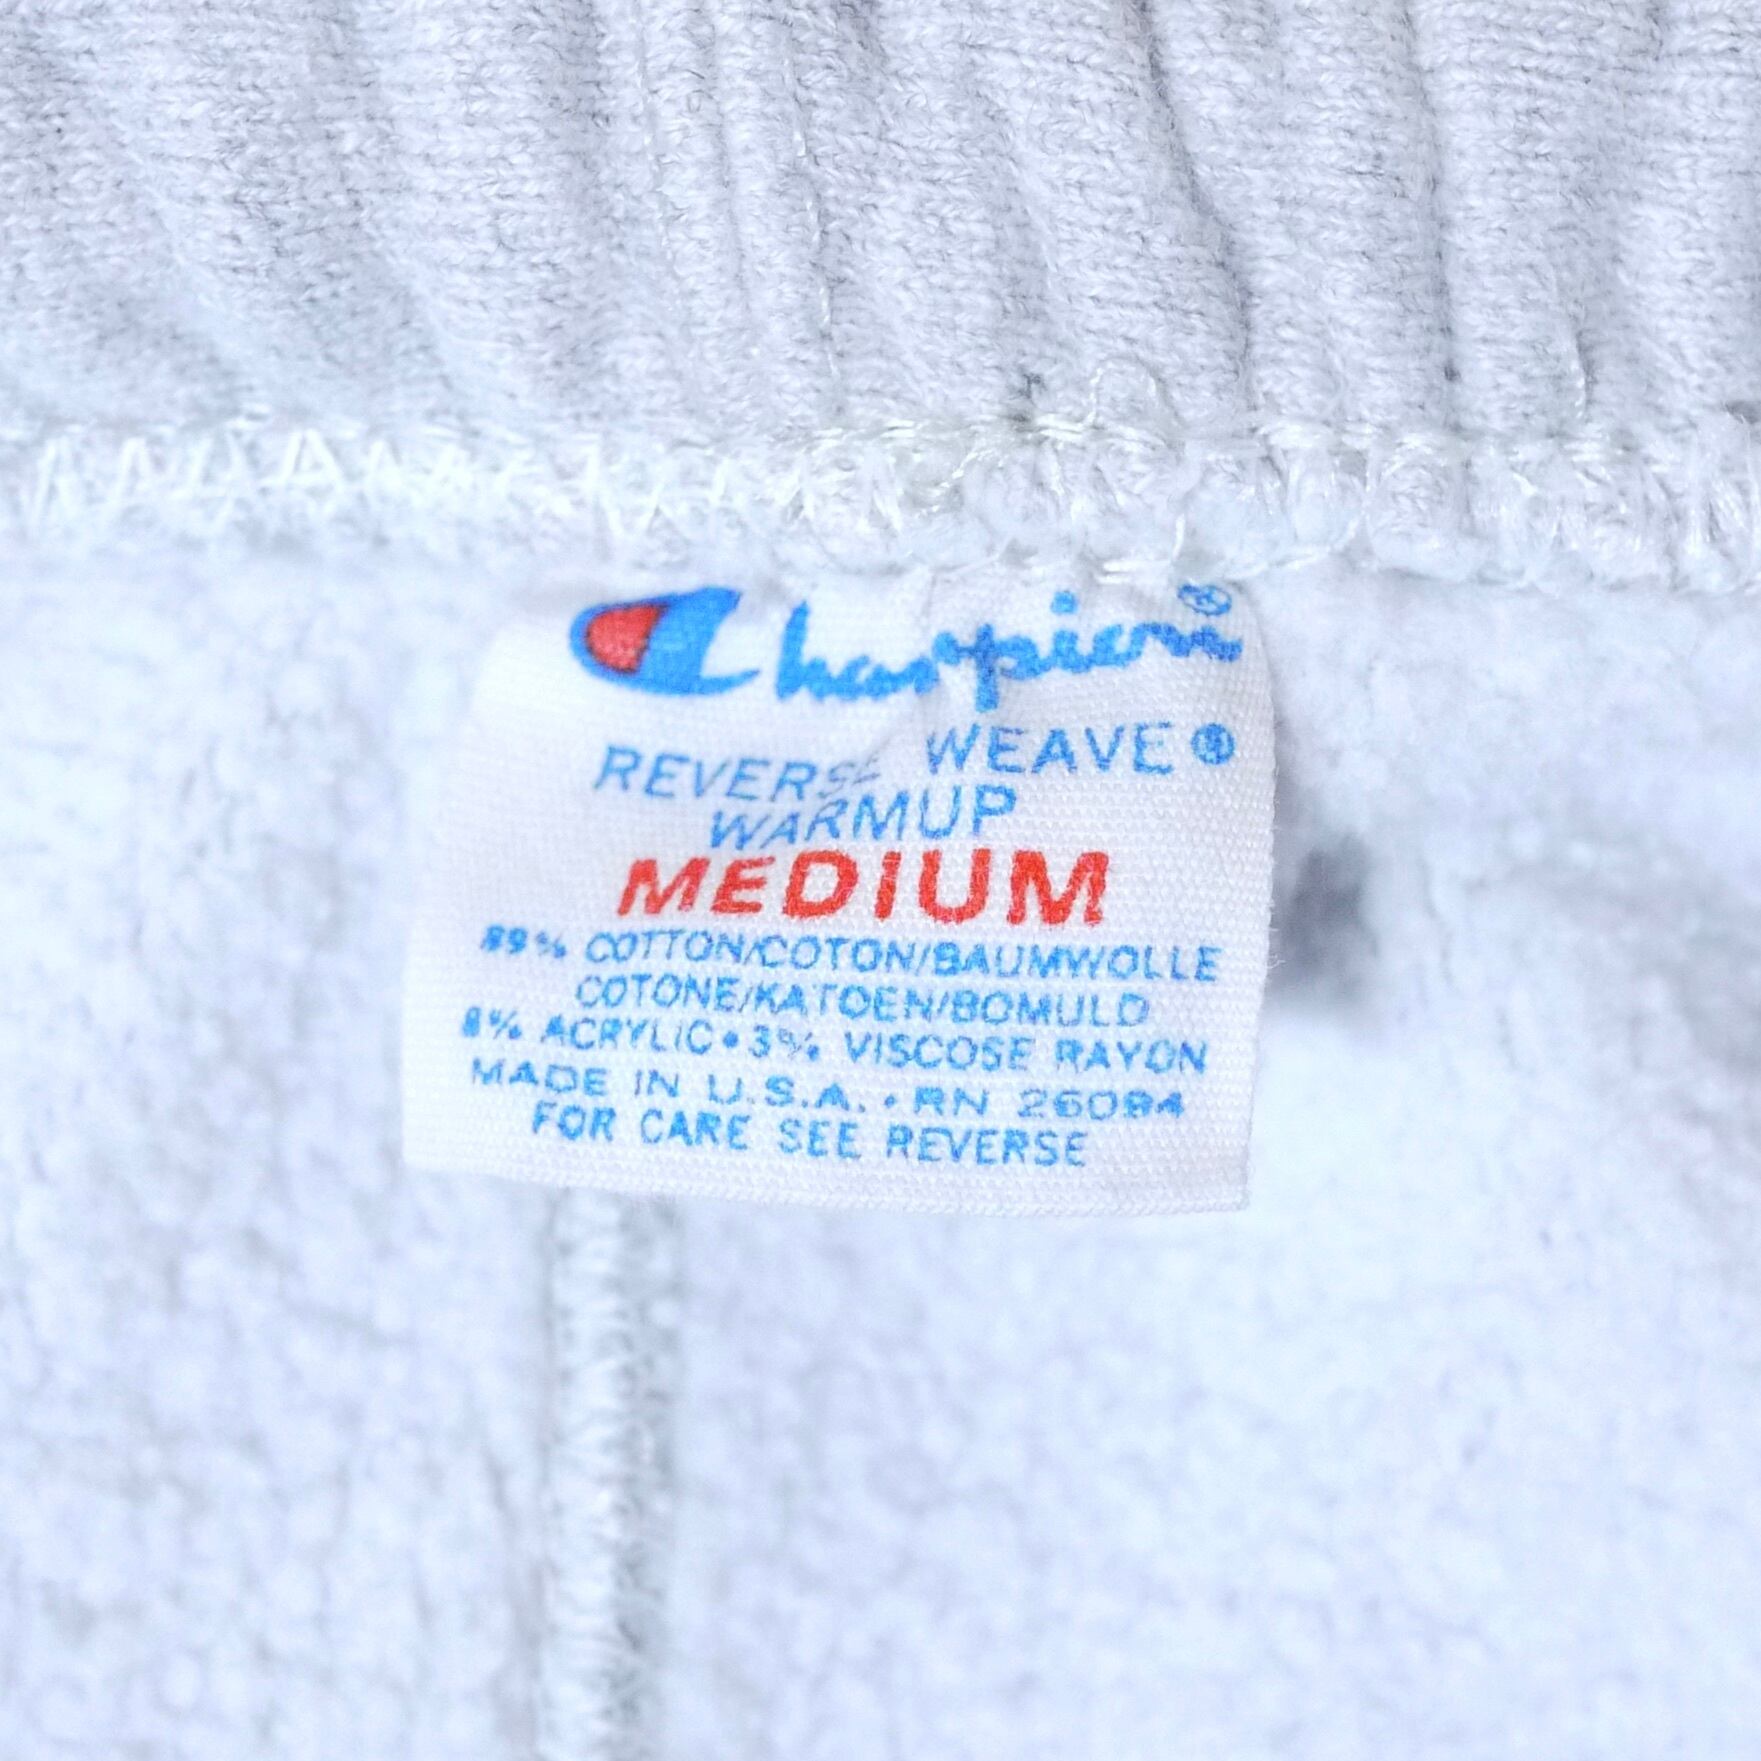 Champion®
REVERSE WEAVE®
WARMUP
MEDIUM
89% COTTON/COTON/BAUMWOLLE
COTONE/KATOEN/BOMULD
8% ACRYLIC • 3% VISCOSE RAYON
MADE IN U.S.A. • RN 26094
FOR CARE SEE REVERSE